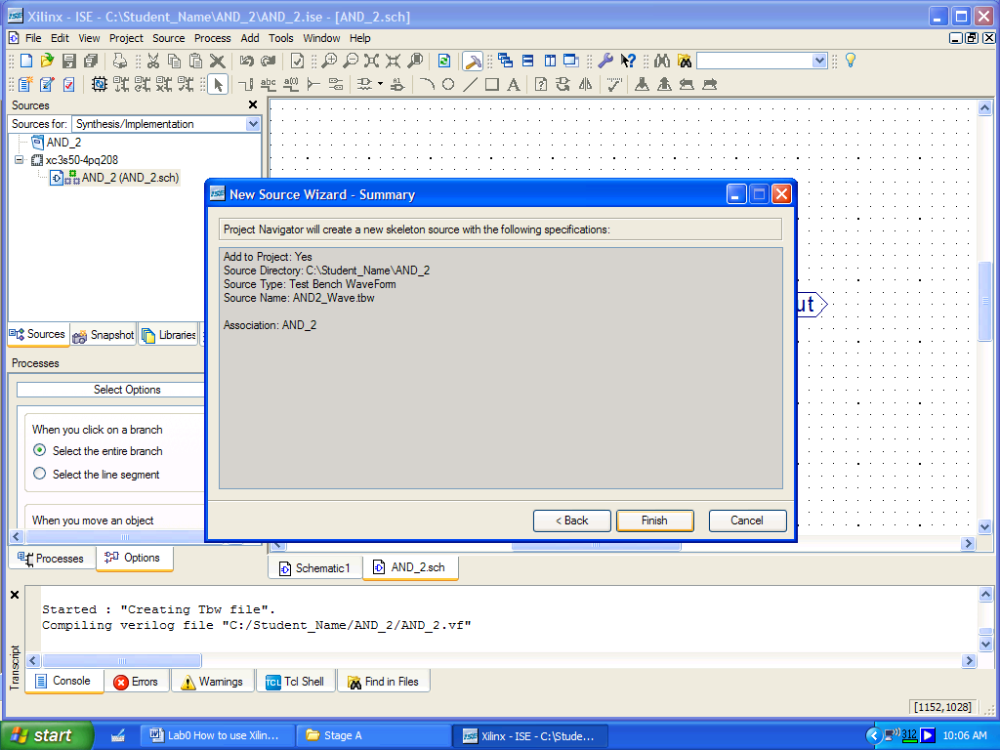 Xilinx - ISE - C:\Student_Name\AND_2\AND_2.ise - [AND_2.sch]
File Edit View Project Source Process Add Tools Window Help
Sources
Sources for: Synthesis/Implementation
AND_2
xc3s50-4pq208
AND_2 (AND_2.sch)
ISE New Source Wizard - Summary
Project Navigator will create a new skeleton source with the following specifications:
Add to Project: Yes
Source Directory: C:\Student_Name\AND_2
Source Type: Test Bench WaveForm
Source Name: AND2_Wave.tbw
Association: AND_2
ut
Sources Snapshot Libraries
Processes
Select Options
When you click on a branch
Select the entire branch
Select the line segment
When you move an object
< Back Finish Cancel
Processes Options
Schematic1 AND_2.sch
Started : "Creating Tbw file".
Compiling verilog file "C:/Student_Name/AND_2/AND_2.vf"
Transcript
Console Errors Warnings TCL Tcl Shell Find in Files
[1152,1028]
start Lab0 How to use Xilin... Stage A ISE Xilinx - ISE - C:\Stude... 312 10:06 AM